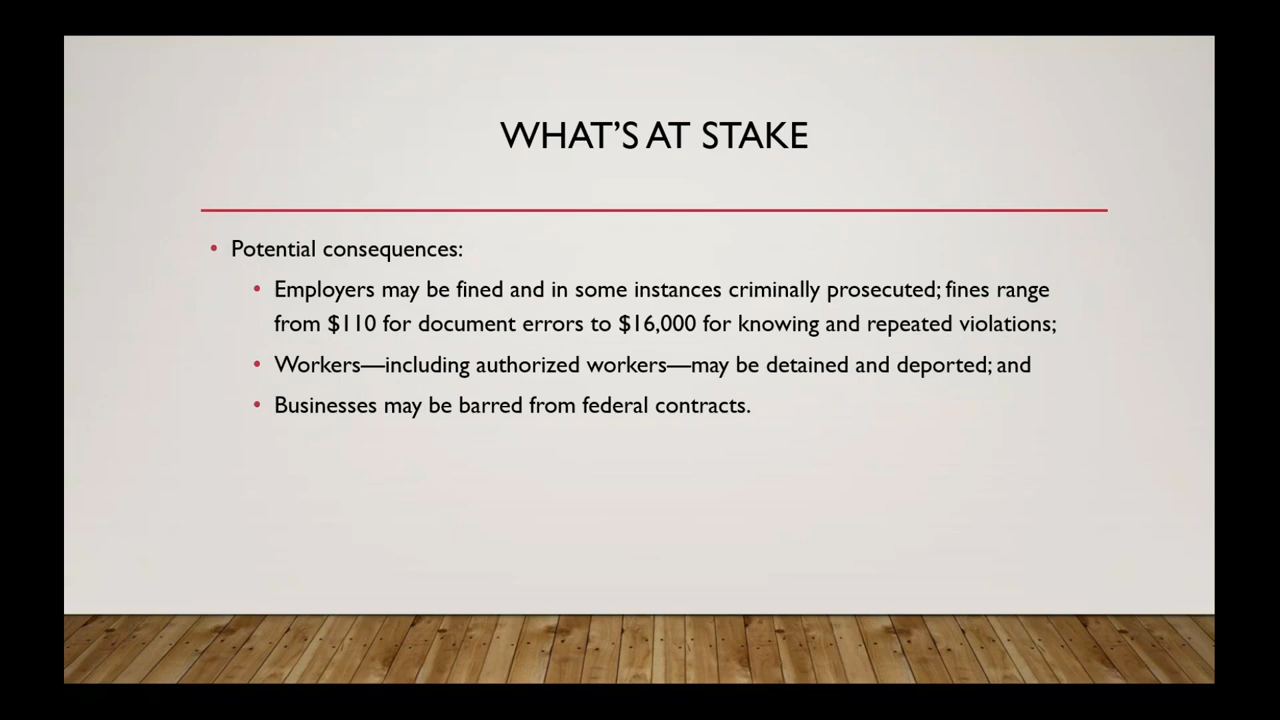 WHAT'S AT STAKE
• Potential consequences:
• Employers may be fined and in some instances criminally prosecuted; fines range
from $110 for document errors to $16,000 for knowing and repeated violations;
• Workers—including authorized workers—may be detained and deported; and
• Businesses may be barred from federal contracts.